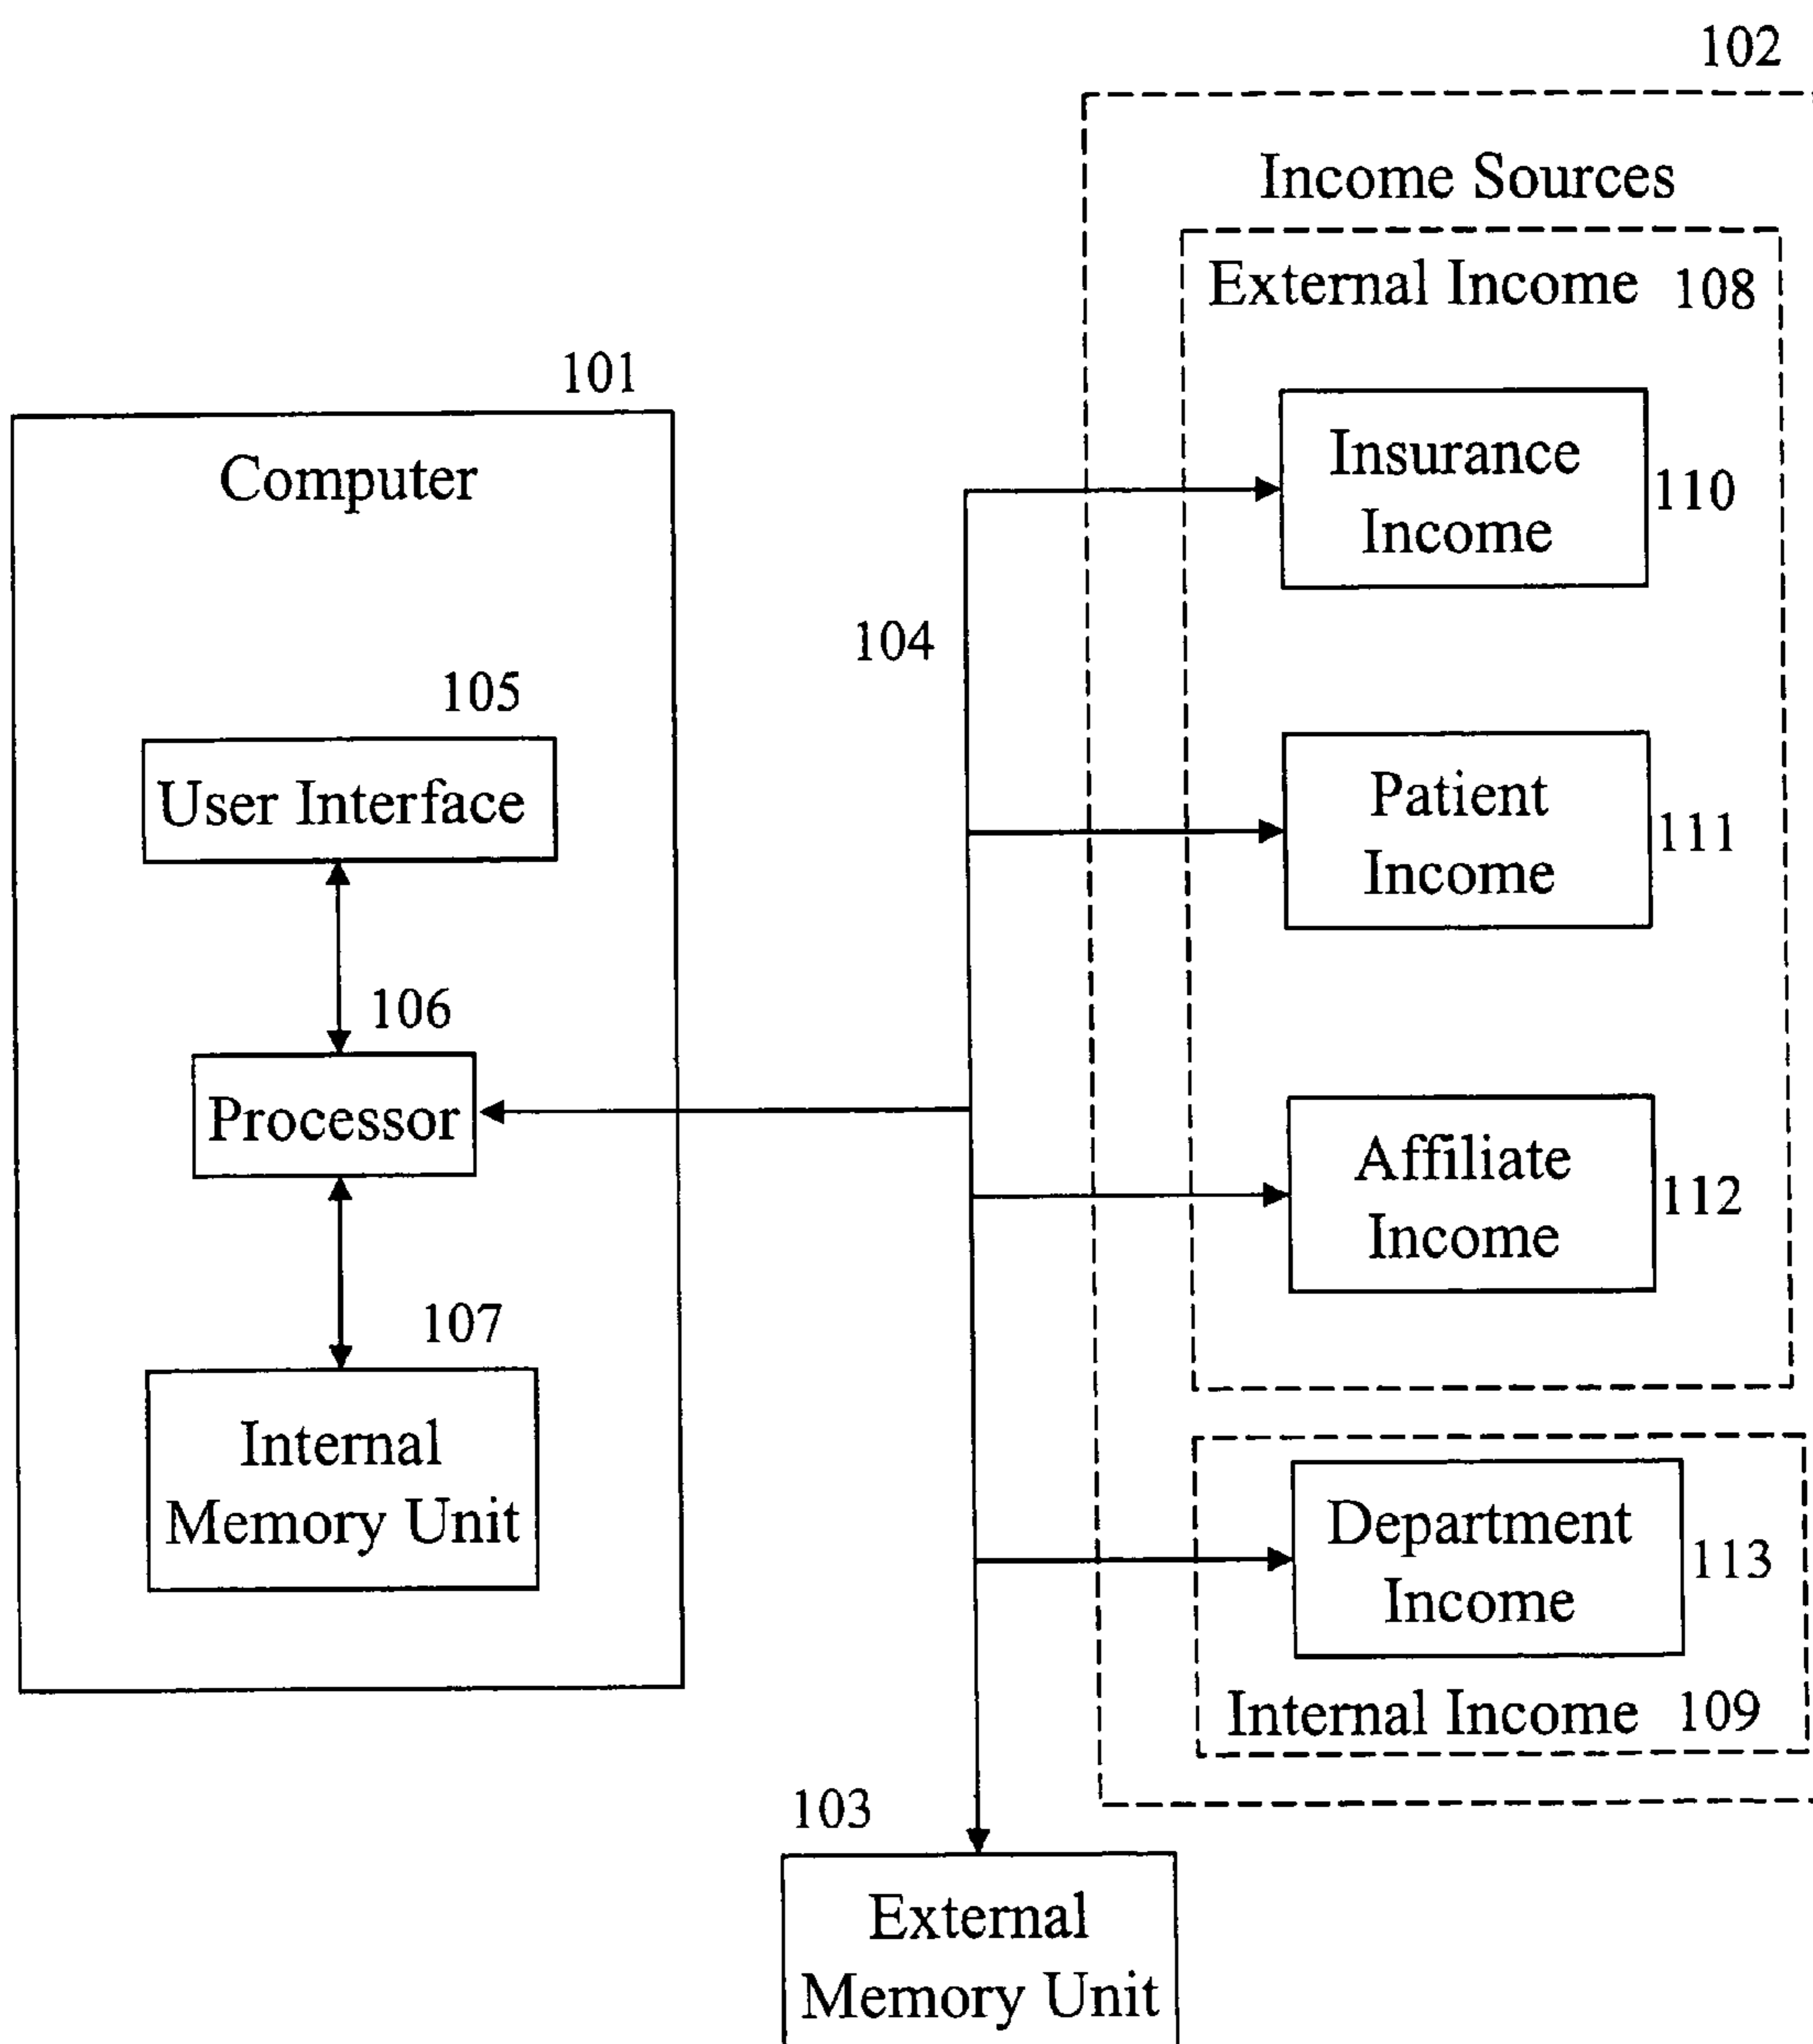 102
Income Sources
External Income 108
101
Computer
Insurance
Income
110
104
105
User Interface
Patient
Income
111
106
Processor
Affiliate
Income
112
107
Internal
Memory Unit
Department
Income
113
Internal Income 109
103
External
Memory Unit